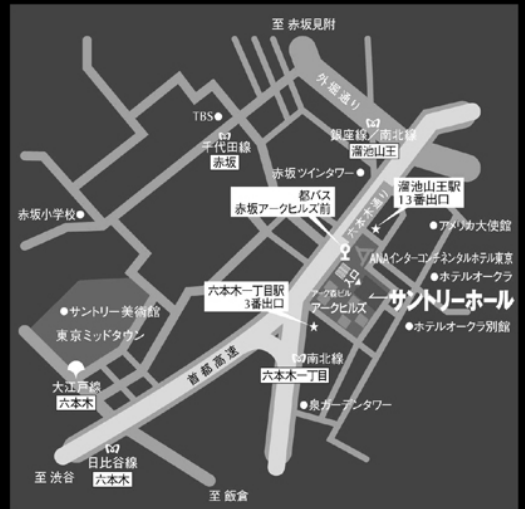 至 赤坂見附
外堀通り
TBS
千代田線
赤坂
銀座線／南北線
溜池山王
赤坂ツインタワー
六本木通り
溜池山王駅
13番出口
都バス
赤坂アークヒルズ前
赤坂小学校
アメリカ大使館
ANAインターコンチネンタルホテル東京
ホテルオークラ
入口
アーク森ビル
アークヒルズ
サントリーホール
六本木一丁目駅
3番出口
サントリー美術館
東京ミッドタウン
ホテルオークラ別館
首都高速
南北線
六本木一丁目
大江戸線
六本木
泉ガーデンタワー
日比谷線
六本木
至 渋谷
至 飯倉